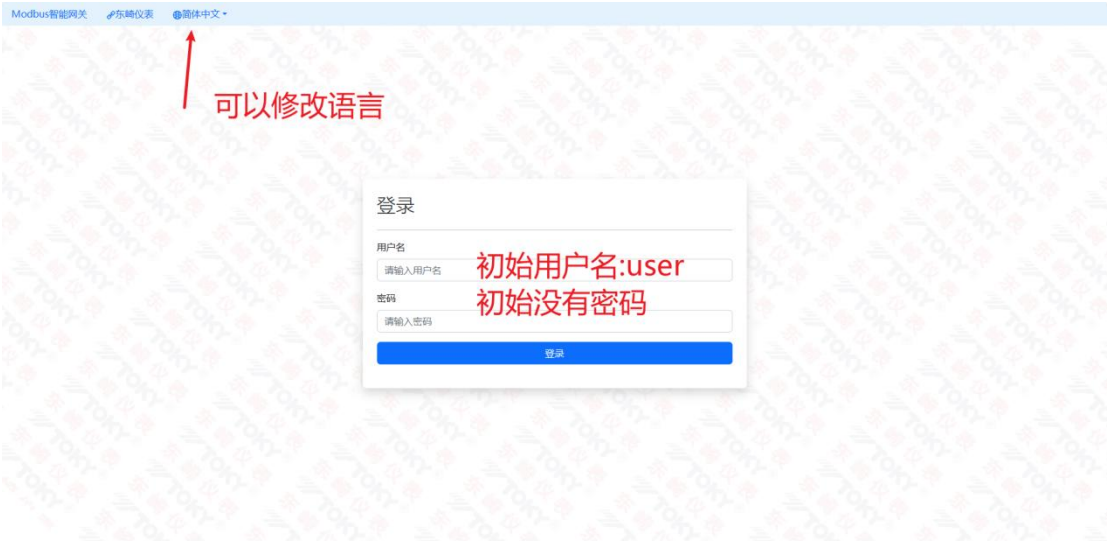 Modbus智能网关 东崎仪表 简体中文
可以修改语言
登录
用户名
请输入用户名
初始用户名:user
密码
初始没有密码
请输入密码
登录